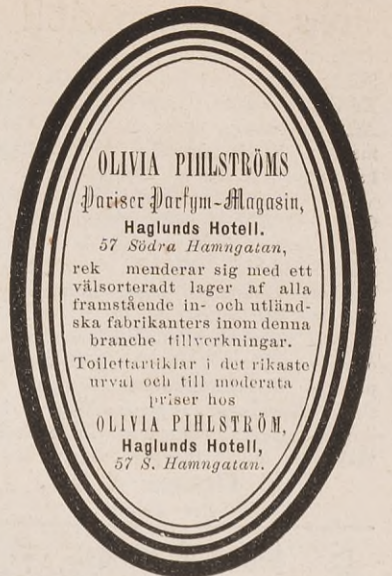 OLIVIA PIHLSTRÖMS
Pariser Parfym-Magasin,
Haglunds Hotell.
57 Södra Hamngatan,
rek menderar sig med ett
välsorteradt lager af alla
framstående in- och utländ-
ska fabrikanters inom denna
branche tillverkningar.
Toilettartiklar i det rikaste
urval och till moderata
priser hos
OLIVIA PIHLSTRÖM,
Haglunds Hotell,
57 S. Hamngatan.